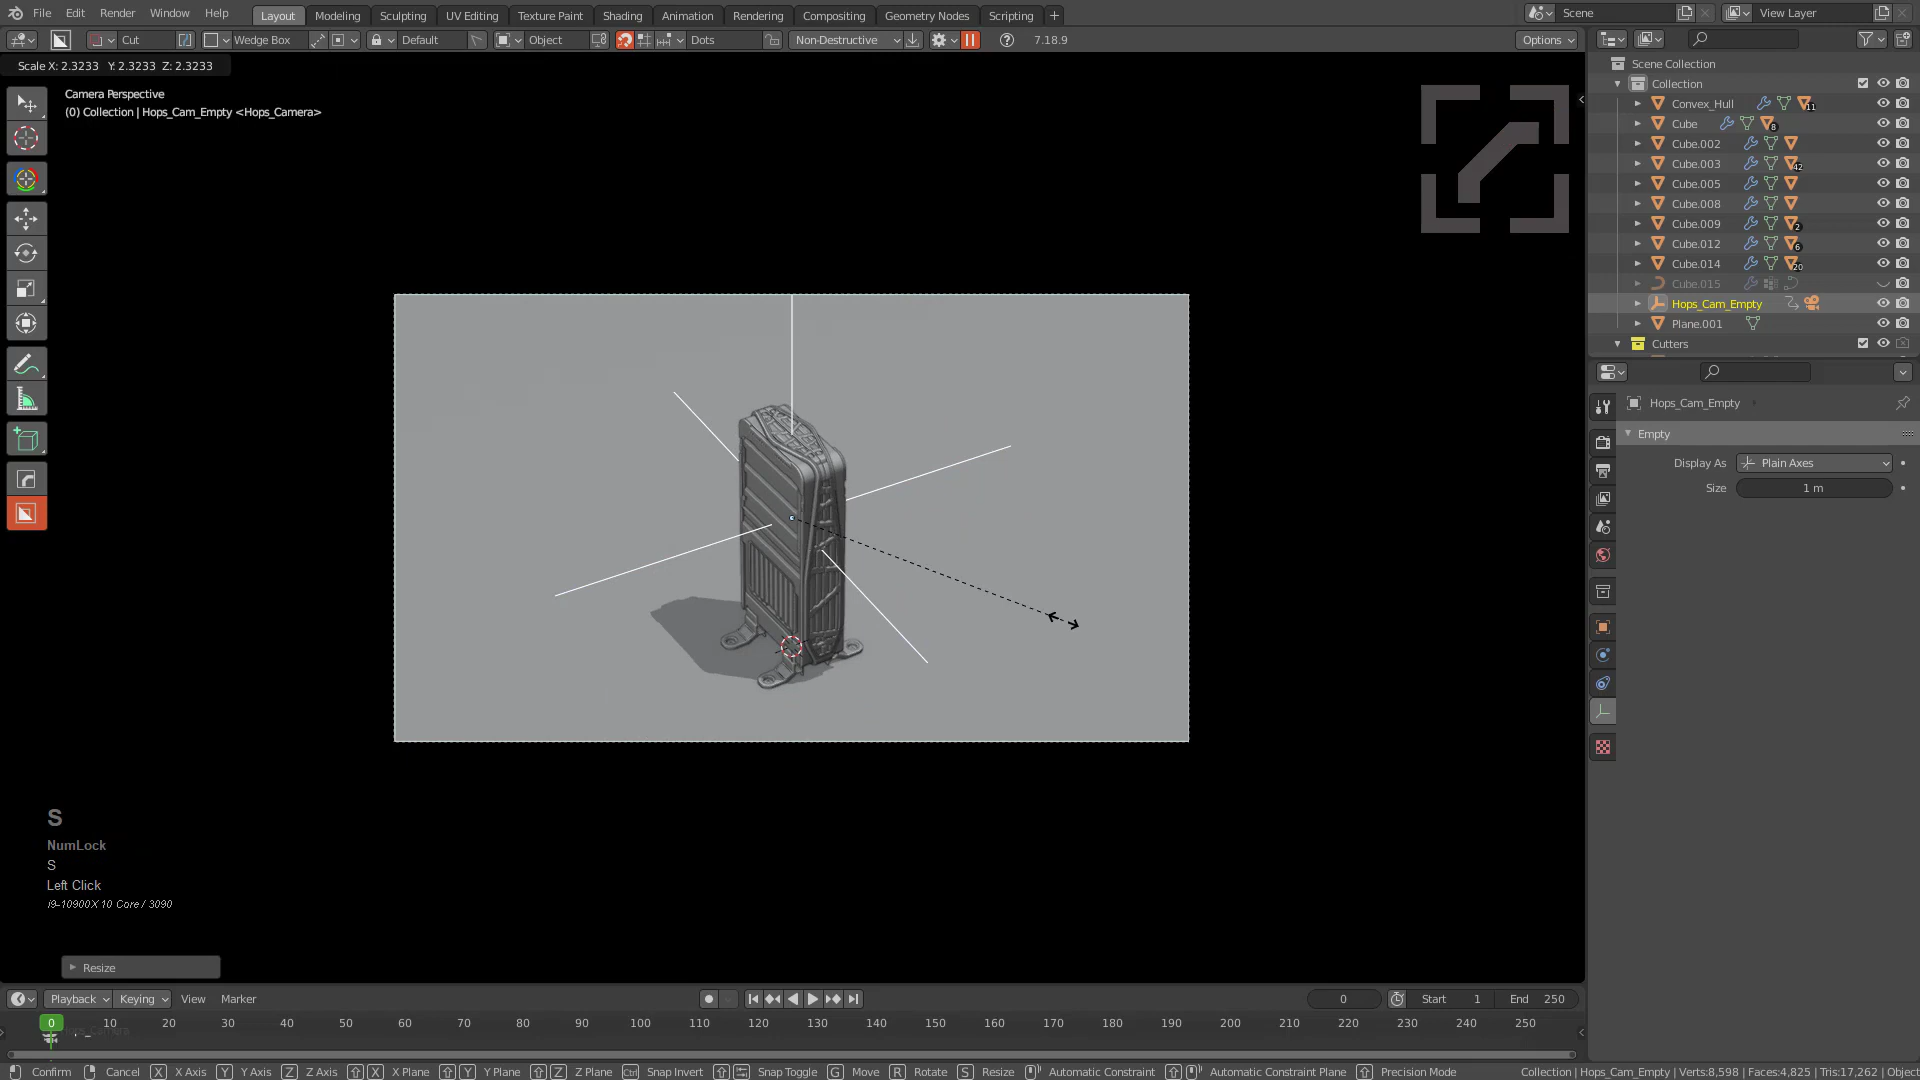 File Edit Render Window Help Layout Modeling Sculpting UV Editing Texture Paint Shading Animation Rendering Compositing Geometry Nodes Scripting + Scene View Layer
Cut Wedge Box Default Object Dots Non-Destructive 7.18.9 Options
Scale X: 2.3233 Y: 2.3233 Z: 2.3233
Camera Perspective
(0) Collection | Hops_Cam_Empty <Hops_Camera>
Scene Collection
Collection
Convex_Hull 11
Cube 8
Cube.002
Cube.003 42
Cube.005
Cube.008
Cube.009 2
Cube.012 6
Cube.014 20
Cube.015
Hops_Cam_Empty
Plane.001
Cutters
Hops_Cam_Empty
Empty
Display As Plain Axes
Size 1 m
S
NumLock
S
Left Click
i9-10900X 10 Core / 3090
Resize
Playback Keying View Marker 0 Start 1 End 250
0 10 20 30 40 50 60 70 80 90 100 110 120 130 140 150 160 170 180 190 200 210 220 230 240 250
Confirm Cancel X X Axis Y Y Axis Z Z Axis X X Plane Y Y Plane Z Z Plane Ctrl Snap Invert Snap Toggle G Move R Rotate S Resize Automatic Constraint Automatic Constraint Plane Precision Mode Collection | Hops_Cam_Empty | Verts:8,598 | Faces:4,825 | Tris:17,262 | Object